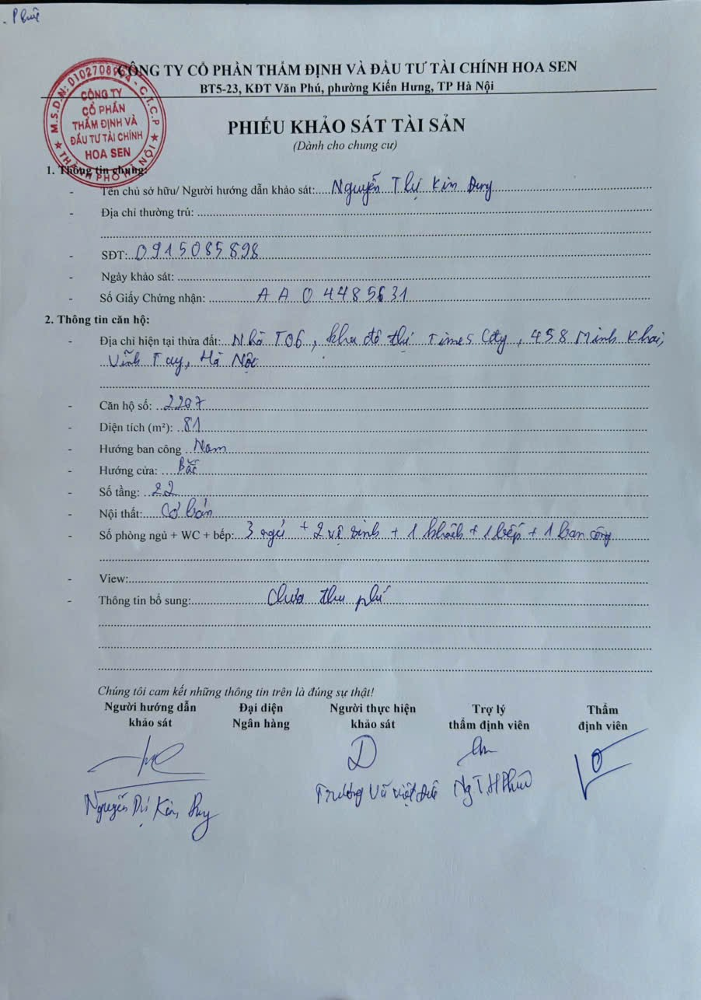 CÔNG TY CỔ PHẦN THẨM ĐỊNH VÀ ĐẦU TƯ TÀI CHÍNH HOA SEN
BT5-23, KĐT Văn Phú, phường Kiến Hưng, TP Hà Nội
M.S.D.N: 0102708 - C.T.C.P
CÔNG TY
CỔ PHẦN
THẨM ĐỊNH VÀ
ĐẦU TƯ TÀI CHÍNH
HOA SEN
★ THÀNH PHỐ HÀ NỘI ★
PHIẾU KHẢO SÁT TÀI SẢN
(Dành cho chung cư)
1. Thông tin chung:
- Tên chủ sở hữu/ Người hướng dẫn khảo sát: Nguyễn Thị Kim
- Địa chỉ thường trú:
- SĐT: 0915085898
- Ngày khảo sát:
- Số Giấy Chứng nhận: AA 04485631
2. Thông tin căn hộ:
- Địa chỉ hiện tại thửa đất: Nhà T06, khu đô thị Times City, 458 Minh Khai,
Vĩnh Tuy, Hà Nội
- Căn hộ số: 2207
- Diện tích (m²): 81
- Hướng ban công Nam
- Hướng cửa: Bắc
- Số tầng: 22
- Nội thất: Cơ bản
- Số phòng ngủ + WC + bếp: 3 ngủ + 2 vệ sinh + 1 khách + 1 bếp + 1 ban công
- View:
- Thông tin bổ sung: Chưa thu phí
Chúng tôi cam kết những thông tin trên là đúng sự thật!
Người hướng dẫn Đại diện Người thực hiện Trợ lý Thẩm
khảo sát Ngân hàng khảo sát thẩm định viên định viên
Nguyễn Kim Trương Vũ Việt